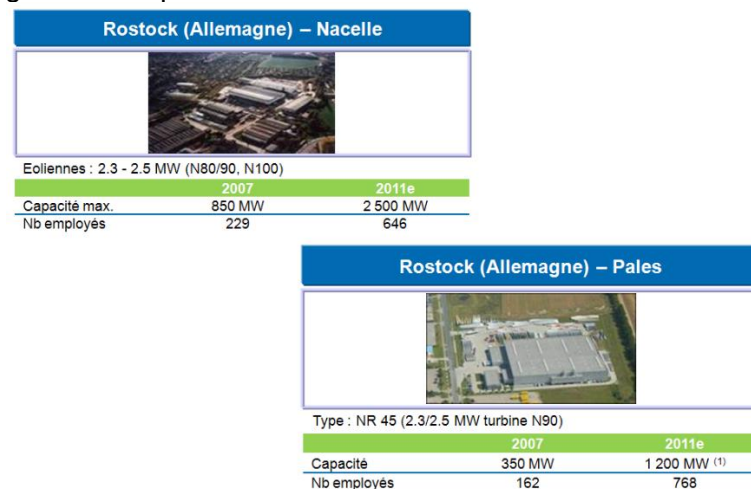 Rostock (Allemagne) – Nacelle
Eoliennes : 2.3 - 2.5 MW (N80/90, N100)
2007 2011e
Capacité max. 850 MW 2 500 MW
Nb employés 229 646
Rostock (Allemagne) – Pales
Type : NR 45 (2.3/2.5 MW turbine N90)
2007 2011e
Capacité 350 MW 1 200 MW (1)
Nb employés 162 768